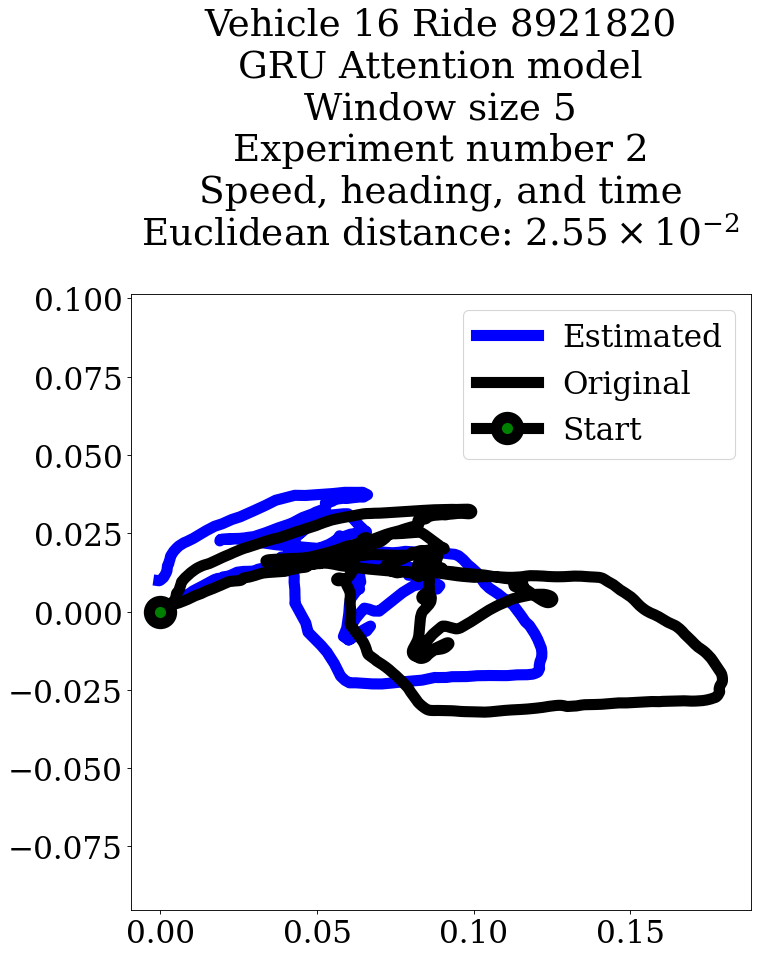 Vehicle 16 Ride 8921820
GRU Attention model
Window size 5
Experiment number 2
Speed, heading, and time
Euclidean distance: 2.55 × 10⁻²
0.100
0.075
0.050
0.025
0.000
−0.025
−0.050
−0.075
Estimated
Original
Start
0.00 0.05 0.10 0.15